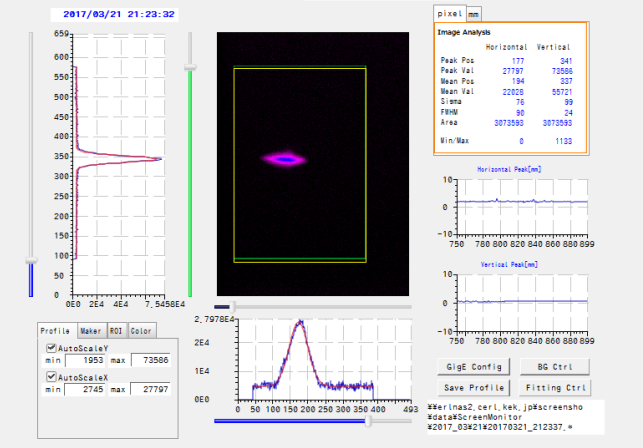 2017/03/21 21:23:32
pixel mm
Image Analysis
Horizontal Vertical
Peak Pos 177 341
Peak Val 27797 73586
Mean Pos 194 337
Mean Val 22028 55721
Sigma 76 99
FWHM 90 24
Area 3073593 3073593
Min/Max 0 1133
659
600
550
500
450
400
350
300
250
200
150
100
50
0
0E0 2E4 4E4 7,5458E4
Horizontal Peak[mm]
10
0
-10
750 780 800 820 840 860 880 899
Vertical Peak[mm]
10
0
-10
750 780 800 820 840 860 880 899
2,7978E4
2E4
1E4
0E0
0 50 100 150 200 250 300 350 400 493
Profile Maker ROI Color
AutoScaleY
min 1953 max 73586
AutoScaleX
min 2745 max 27797
GigE Config BG Ctrl
Save Profile Fitting Ctrl
¥¥erlnas2.cerl.kek.jp¥screensho
¥data¥ScreenMonitor
¥2017_03¥21¥20170321_212337.*